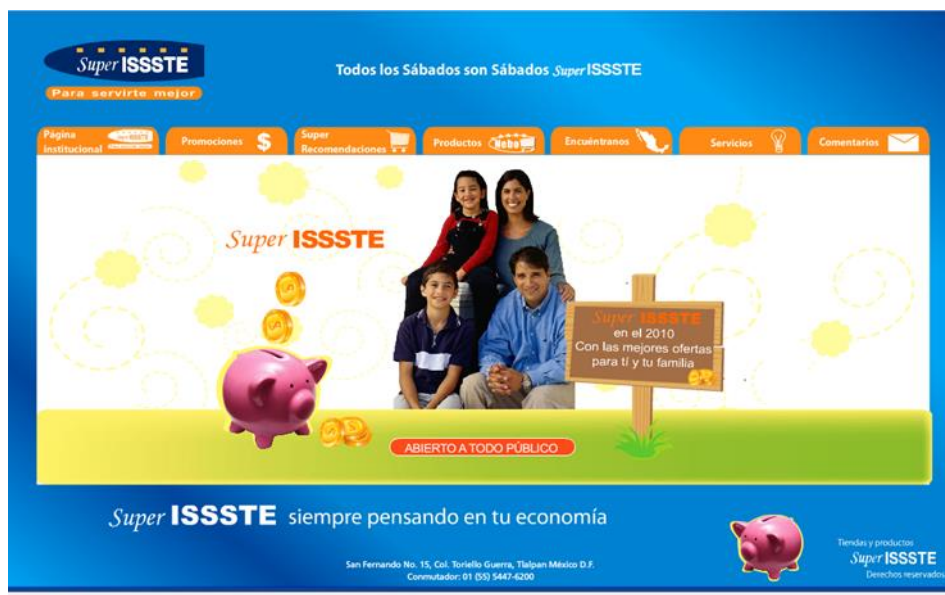 Super ISSSTE
Para servirte mejor
Todos los Sábados son Sábados Super ISSSTE
Página
institucional
Promociones
Super
Recomendaciones
Productos
Encuéntranos
Servicios
Comentarios
Super ISSSTE
Super ISSSTE
en el 2010
Con las mejores ofertas
para tí y tu familia
ABIERTO A TODO PÚBLICO
Super ISSSTE siempre pensando en tu economía
San Fernando No. 15, Col. Toriello Guerra, Tlalpan México D.F.
Conmutador: 01 (55) 5447-6200
Tiendas y productos
Super ISSSTE
Derechos reservados